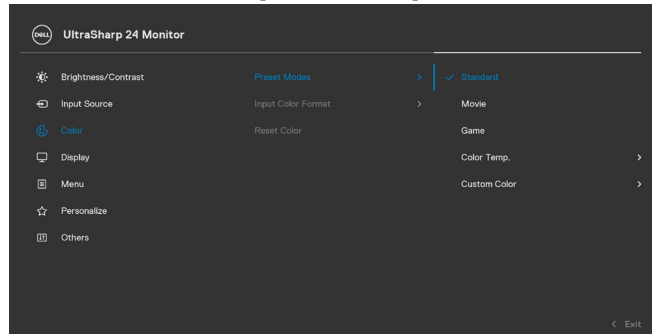 DELL
UltraSharp 24 Monitor
Brightness/Contrast
Preset Modes
Standard
Input Source
Input Color Format
Movie
Color
Reset Color
Game
Display
Color Temp.
Menu
Custom Color
Personalize
Others
Exit